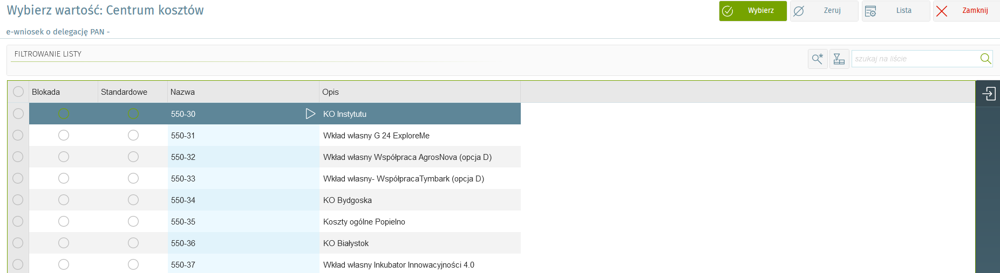 Wybierz wartość: Centrum kosztów
Wybierz
Zeruj
Lista
Zamknij
e-wniosek o delegację PAN -
FILTROWANIE LISTY
szukaj na liście
Blokada Standardowe Nazwa Opis
550-30 KO Instytutu
550-31 Wkład własny G 24 ExploreMe
550-32 Wkład własny Współpraca AgrosNova (opcja D)
550-33 Wkład własny- WspółpracaTymbark (opcja D)
550-34 KO Bydgoska
550-35 Koszty ogólne Popielno
550-36 KO Białystok
550-37 Wkład własny Inkubator Innowacyjności 4.0